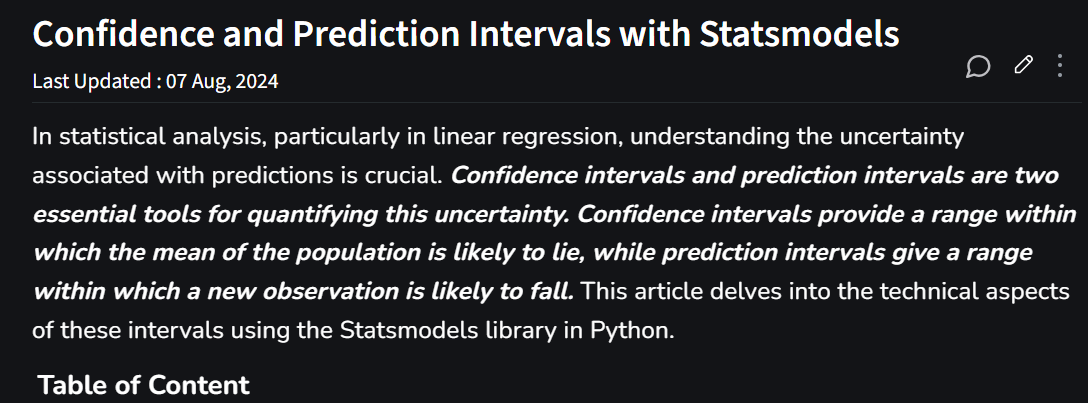 Confidence and Prediction Intervals with Statsmodels
Last Updated : 07 Aug, 2024
In statistical analysis, particularly in linear regression, understanding the uncertainty
associated with predictions is crucial. Confidence intervals and prediction intervals are two
essential tools for quantifying this uncertainty. Confidence intervals provide a range within
which the mean of the population is likely to lie, while prediction intervals give a range
within which a new observation is likely to fall. This article delves into the technical aspects
of these intervals using the Statsmodels library in Python.
Table of Content